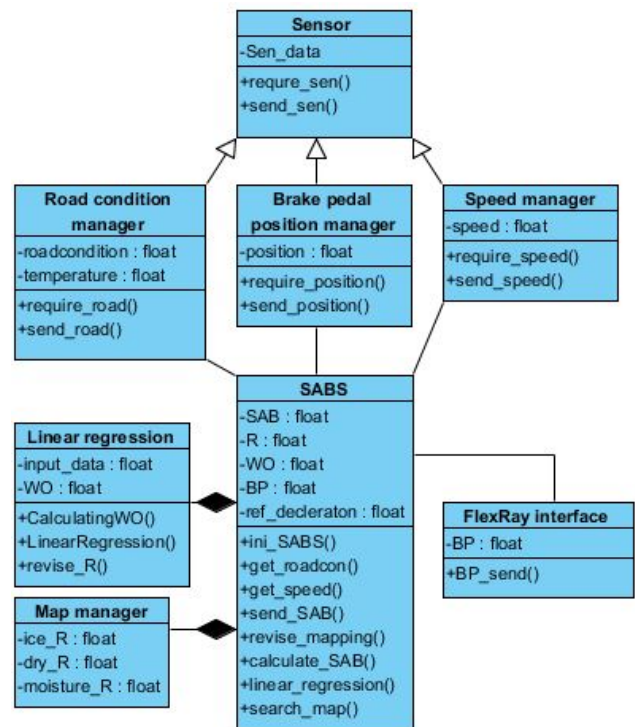 Sensor
-Sen_data
+requre_sen()
+send_sen()
Road condition
manager
-roadcondition : float
-temperature : float
+require_road()
+send_road()
Brake pedal
position manager
-position : float
+require_position()
+send_position()
Speed manager
-speed : float
+require_speed()
+send_speed()
SABS
-SAB : float
-R : float
-WO : float
-BP : float
-ref_decleraton : float
+ini_SABS()
+get_roadcon()
+get_speed()
+send_SAB()
+revise_mapping()
+calculate_SAB()
+linear_regression()
+search_map()
Linear regression
-input_data : float
-WO : float
+CalculatingWO()
+LinearRegression()
+revise_R()
Map manager
-ice_R : float
-dry_R : float
-moisture_R : float
FlexRay interface
-BP : float
+BP_send()